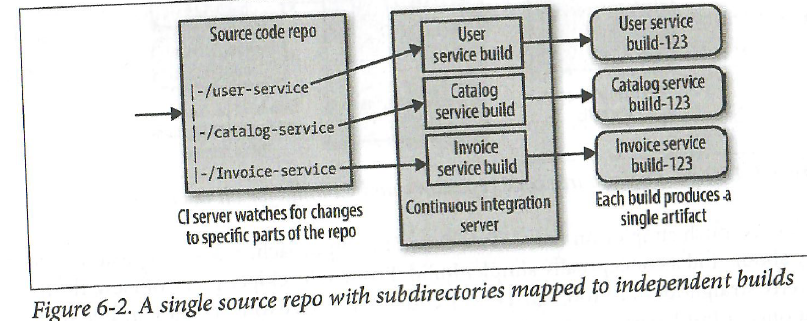 Source code repo
|-/user-service
|-/catalog-service
|-/Invoice-service
CI server watches for changes
to specific parts of the repo
User
service build
Catalog
service build
Invoice
service build
Continuous integration
server
User service
build-123
Catalog service
build-123
Invoice service
build-123
Each build produces a
single artifact
Figure 6-2. A single source repo with subdirectories mapped to independent builds